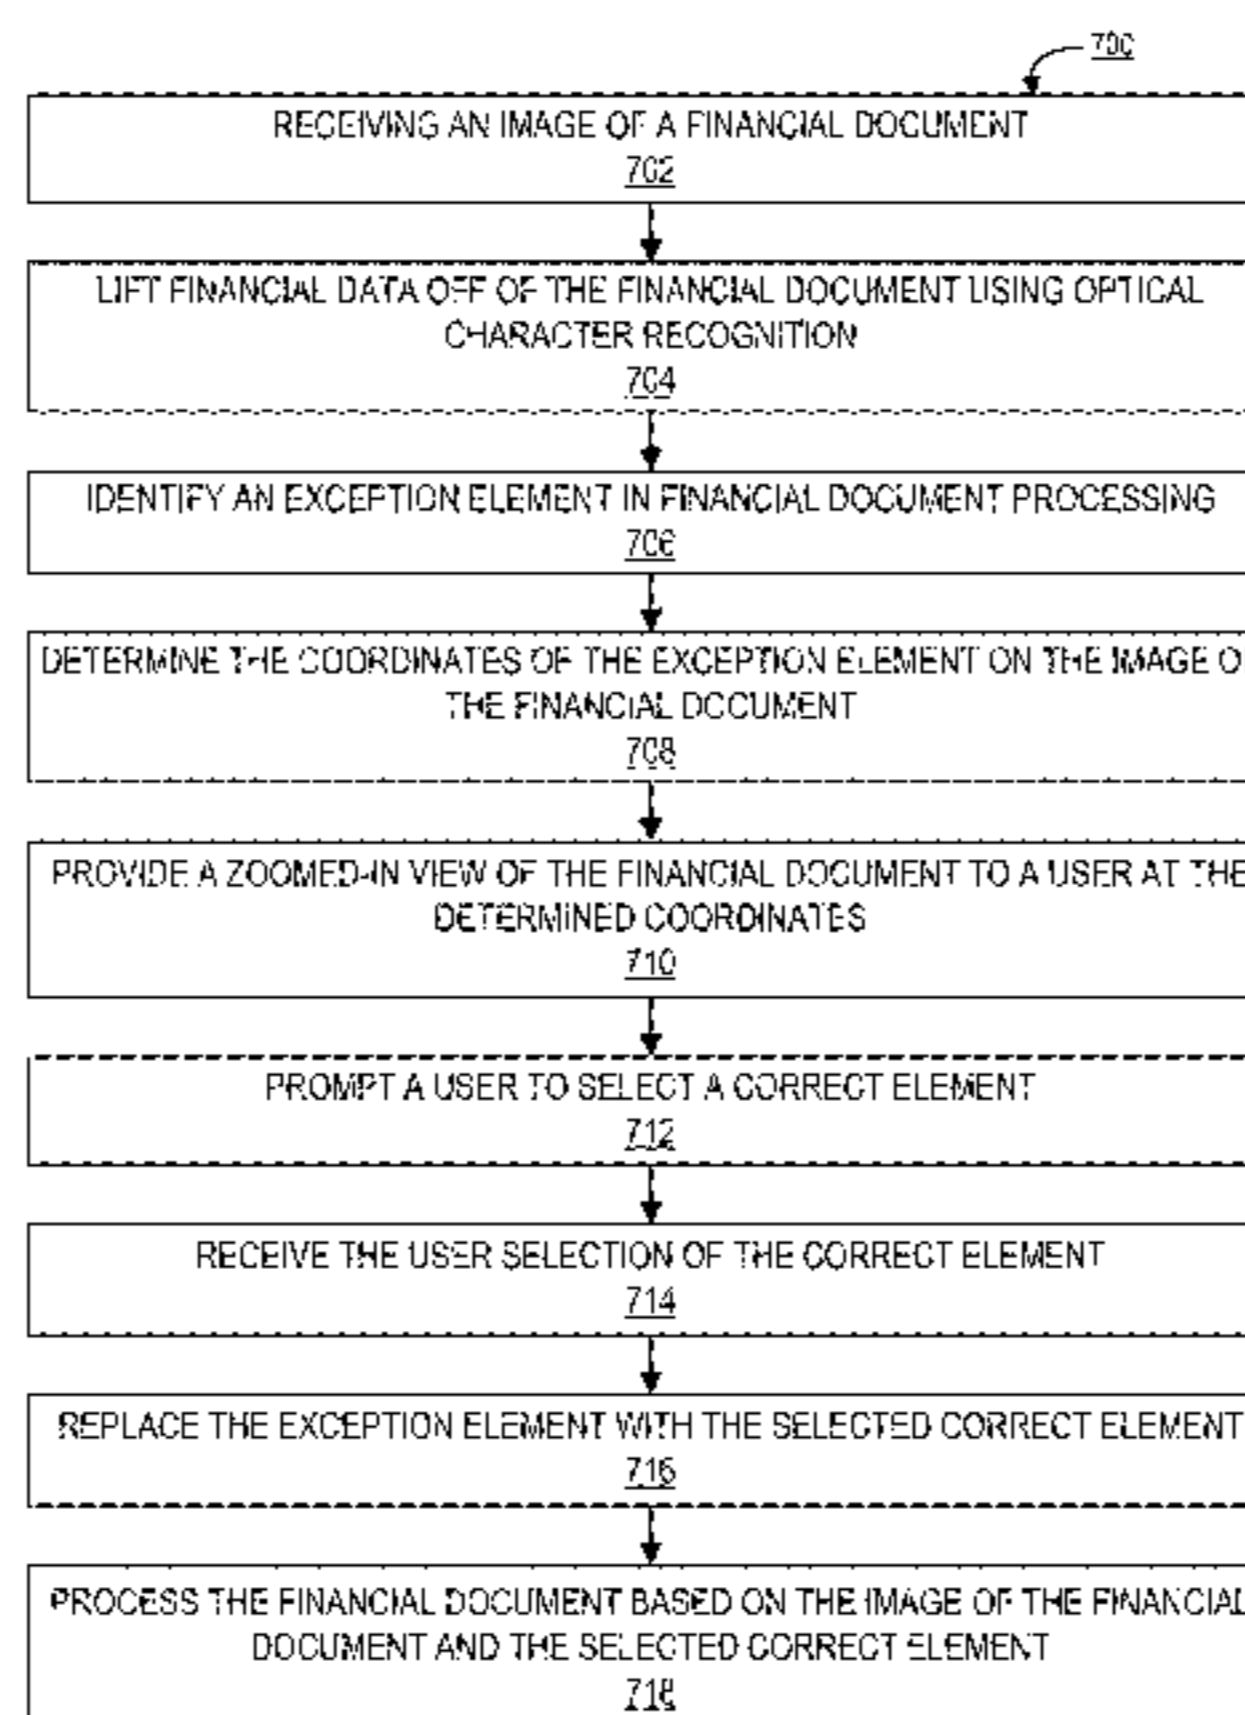 700
RECEIVING AN IMAGE OF A FINANCIAL DOCUMENT
702
LIFT FINANCIAL DATA OFF OF THE FINANCIAL DOCUMENT USING OPTICAL
CHARACTER RECOGNITION
704
IDENTIFY AN EXCEPTION ELEMENT IN FINANCIAL DOCUMENT PROCESSING
706
DETERMINE THE COORDINATES OF THE EXCEPTION ELEMENT ON THE IMAGE O
THE FINANCIAL DOCUMENT
708
PROVIDE A ZOOMED-IN VIEW OF THE FINANCIAL DOCUMENT TO A USER AT THE
DETERMINED COORDINATES
710
PROMPT A USER TO SELECT A CORRECT ELEMENT
712
RECEIVE THE USER SELECTION OF THE CORRECT ELEMENT
714
REPLACE THE EXCEPTION ELEMENT WITH THE SELECTED CORRECT ELEMENT
716
PROCESS THE FINANCIAL DOCUMENT BASED ON THE IMAGE OF THE FINANCIAL
DOCUMENT AND THE SELECTED CORRECT ELEMENT
718